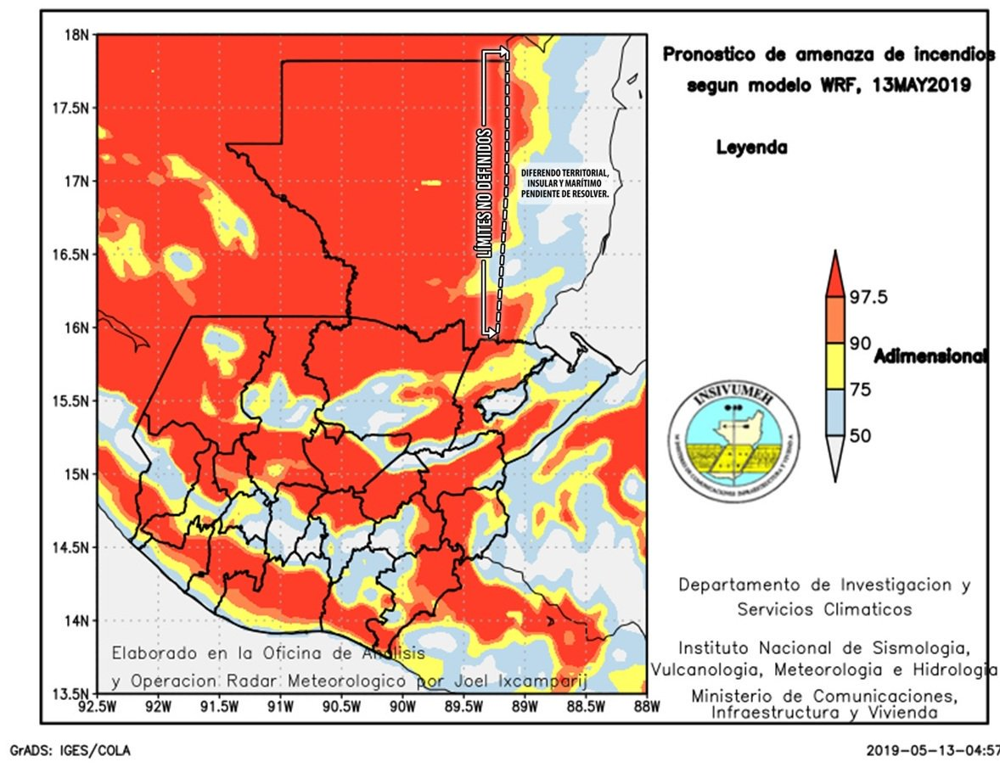 Pronostico de amenaza de incendios
segun modelo WRF, 13MAY2019
Leyenda
18N
17.5N
17N
16.5N
16N
15.5N
15N
14.5N
14N
13.5N
92.5W
92W
91.5W
91W
90.5W
90W
89.5W
89W
88.5W
88W
LÍMITES NO DEFINIDOS
DIFERENDO TERRITORIAL,
INSULAR Y MARÍTIMO
PENDIENTE DE RESOLVER.
97.5
90
75
50
Adimensional
INSIVUMEH
Departamento de Investigacion y
Servicios Climaticos
Instituto Nacional de Sismologia,
Vulcanologia, Meteorologia e Hidrologia
Ministerio de Comunicaciones,
Infraestructura y Vivienda
Elaborado en la Oficina de Analisis
y Operacion Radar Meteorologico por Joel Ixcamparij
GrADS: IGES/COLA
2019-05-13-04:57